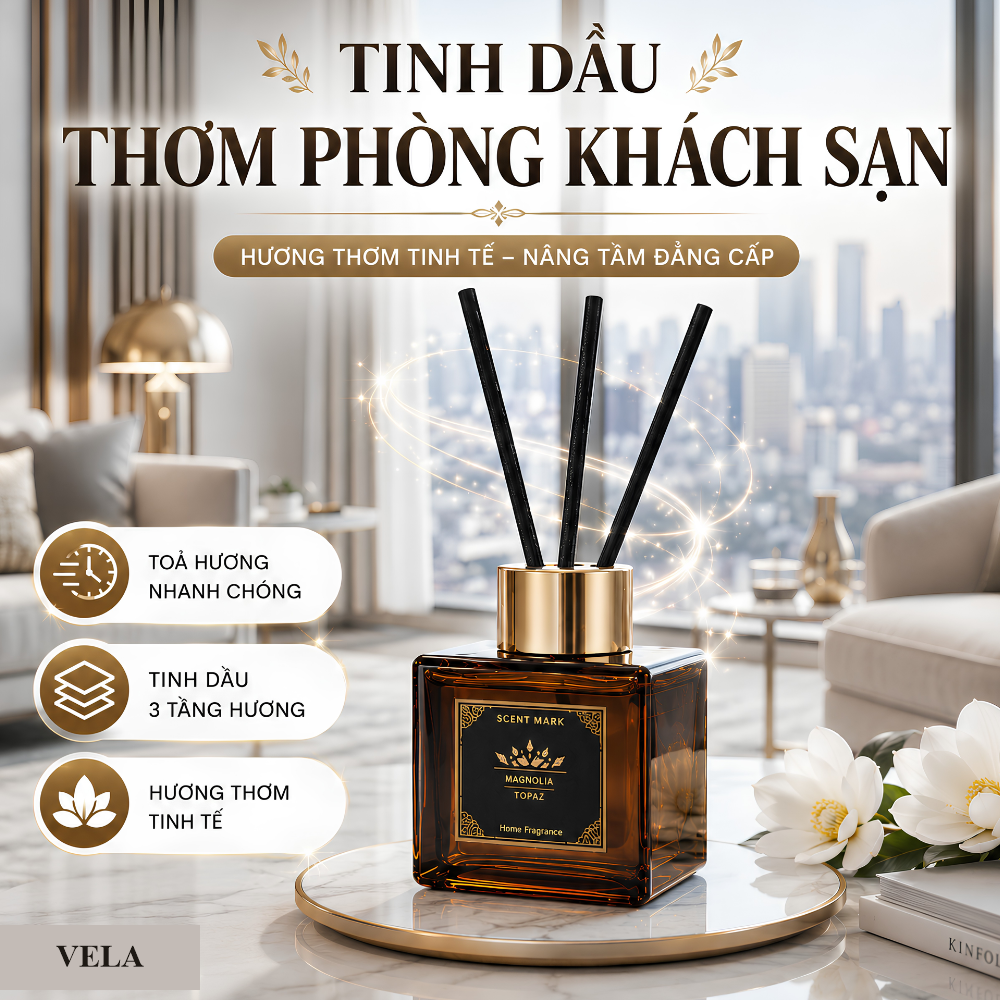 TINH DẦU
THƠM PHÒNG KHÁCH SẠN
HƯƠNG THƠM TINH TẾ – NÂNG TẦM ĐẲNG CẤP
TOẢ HƯƠNG
NHANH CHÓNG
TINH DẦU
3 TẦNG HƯƠNG
HƯƠNG THƠM
TINH TẾ
SCENT MARK
MAGNOLIA
TOPAZ
Home Fragrance
VELA
KINFOL